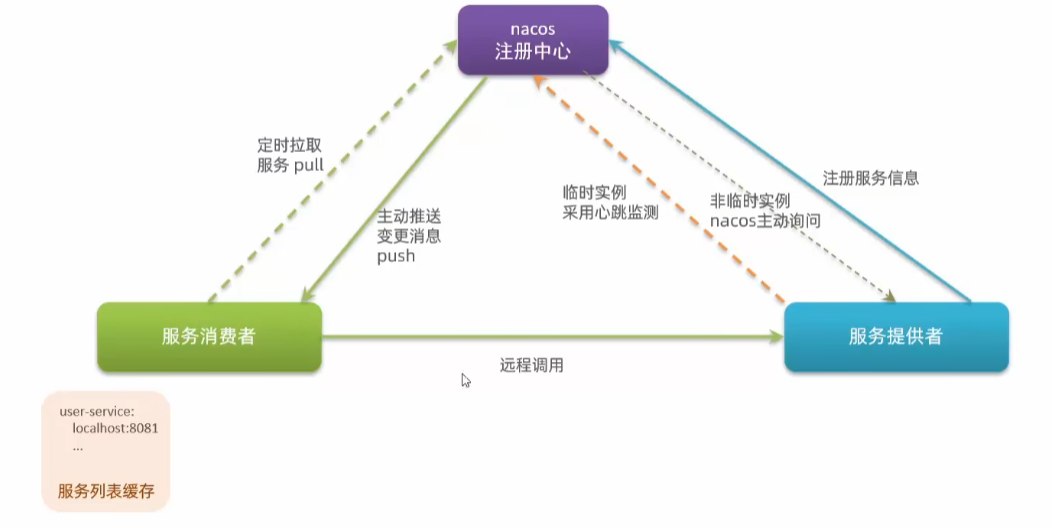 nacos
注册中心
定时拉取
服务 pull
主动推送
变更消息
push
临时实例
采用心跳监测
非临时实例
nacos主动询问
注册服务信息
服务消费者
服务提供者
远程调用
user-service:
localhost:8081
...
服务列表缓存